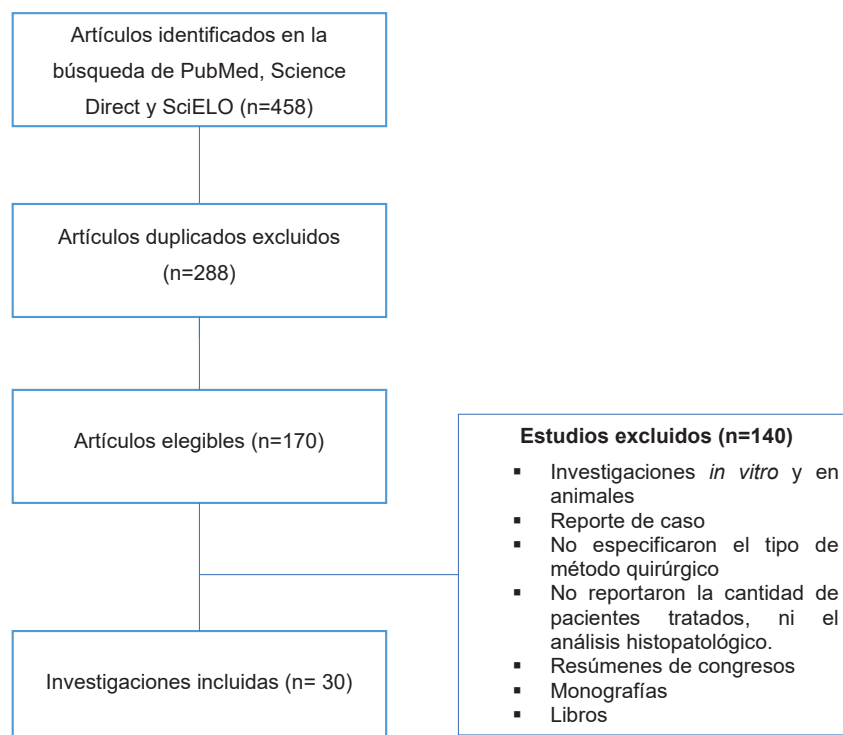 Artículos identificados en la
búsqueda de PubMed, Science
Direct y SciELO (n=458)
Artículos duplicados excluidos
(n=288)
Artículos elegibles (n=170)
Estudios excluidos (n=140)
▪ Investigaciones in vitro y en
animales
▪ Reporte de caso
▪ No especificaron el tipo de
método quirúrgico
▪ No reportaron la cantidad de
pacientes tratados, ni el
análisis histopatológico.
▪ Resúmenes de congresos
▪ Monografías
▪ Libros
Investigaciones incluidas (n= 30)